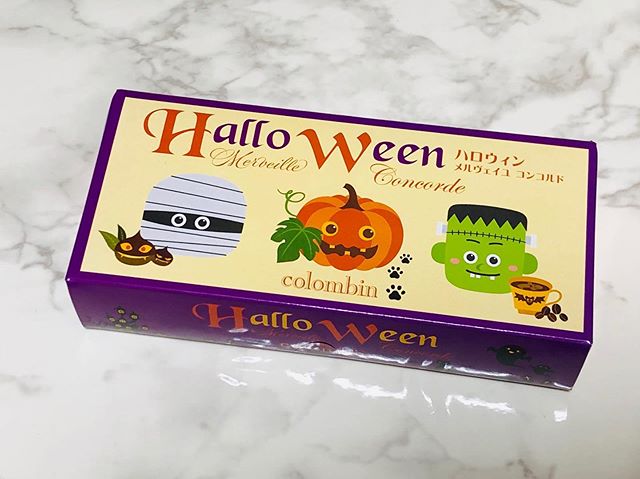 Hallo Ween
Merveille Concorde
ハロウィン
メルヴェイユ コンコルド
colombin
Hallo Ween